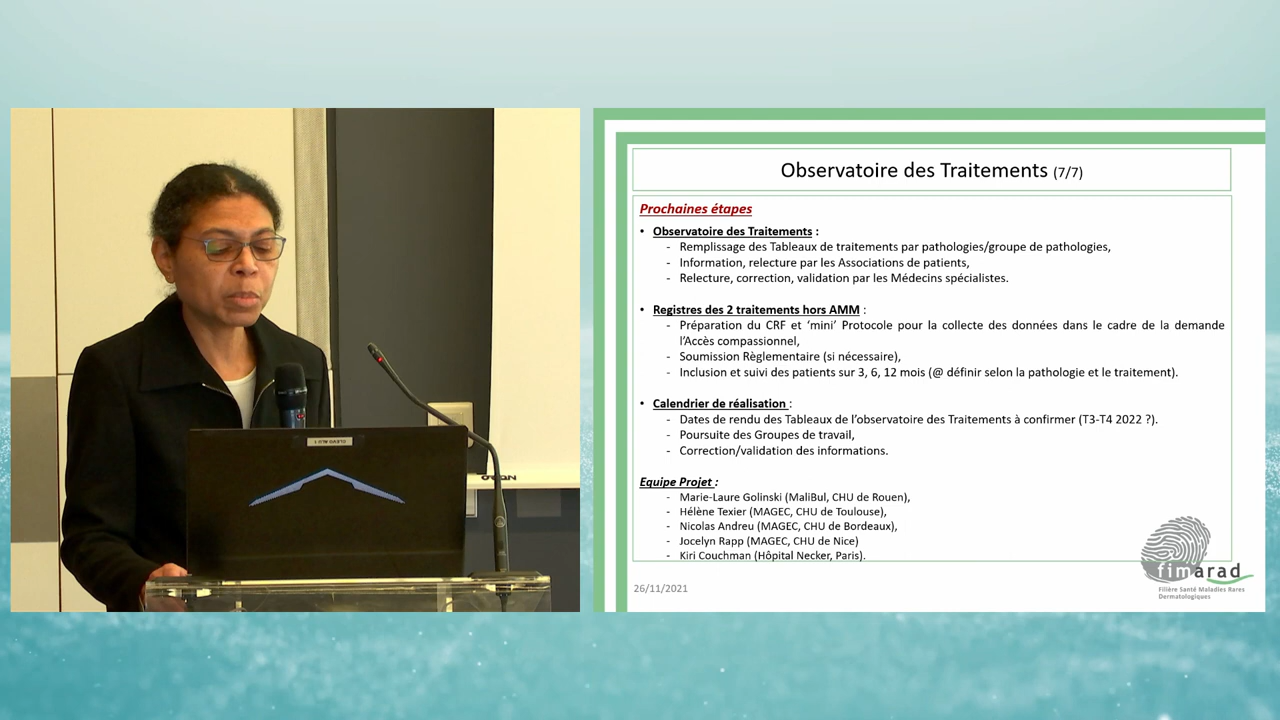 Observatoire des Traitements (7/7)
Prochaines étapes
• Observatoire des Traitements :
- Remplissage des Tableaux de traitements par pathologies/groupe de pathologies,
- Information, relecture par les Associations de patients,
- Relecture, correction, validation par les Médecins spécialistes.
• Registres des 2 traitements hors AMM :
- Préparation du CRF et ‘mini’ Protocole pour la collecte des données dans le cadre de la demande
l’Accès compassionnel,
- Soumission Règlementaire (si nécessaire),
- Inclusion et suivi des patients sur 3, 6, 12 mois (@ définir selon la pathologie et le traitement).
• Calendrier de réalisation :
- Dates de rendu des Tableaux de l’observatoire des Traitements à confirmer (T3-T4 2022 ?).
- Poursuite des Groupes de travail,
- Correction/validation des informations.
Equipe Projet :
- Marie-Laure Golinski (MaliBul, CHU de Rouen),
- Hélène Texier (MAGEC, CHU de Toulouse),
- Nicolas Andreu (MAGEC, CHU de Bordeaux),
- Jocelyn Rapp (MAGEC, CHU de Nice)
- Kiri Couchman (Hôpital Necker, Paris).
26/11/2021
fimarad
Filière Santé Maladies Rares
Dermatologiques